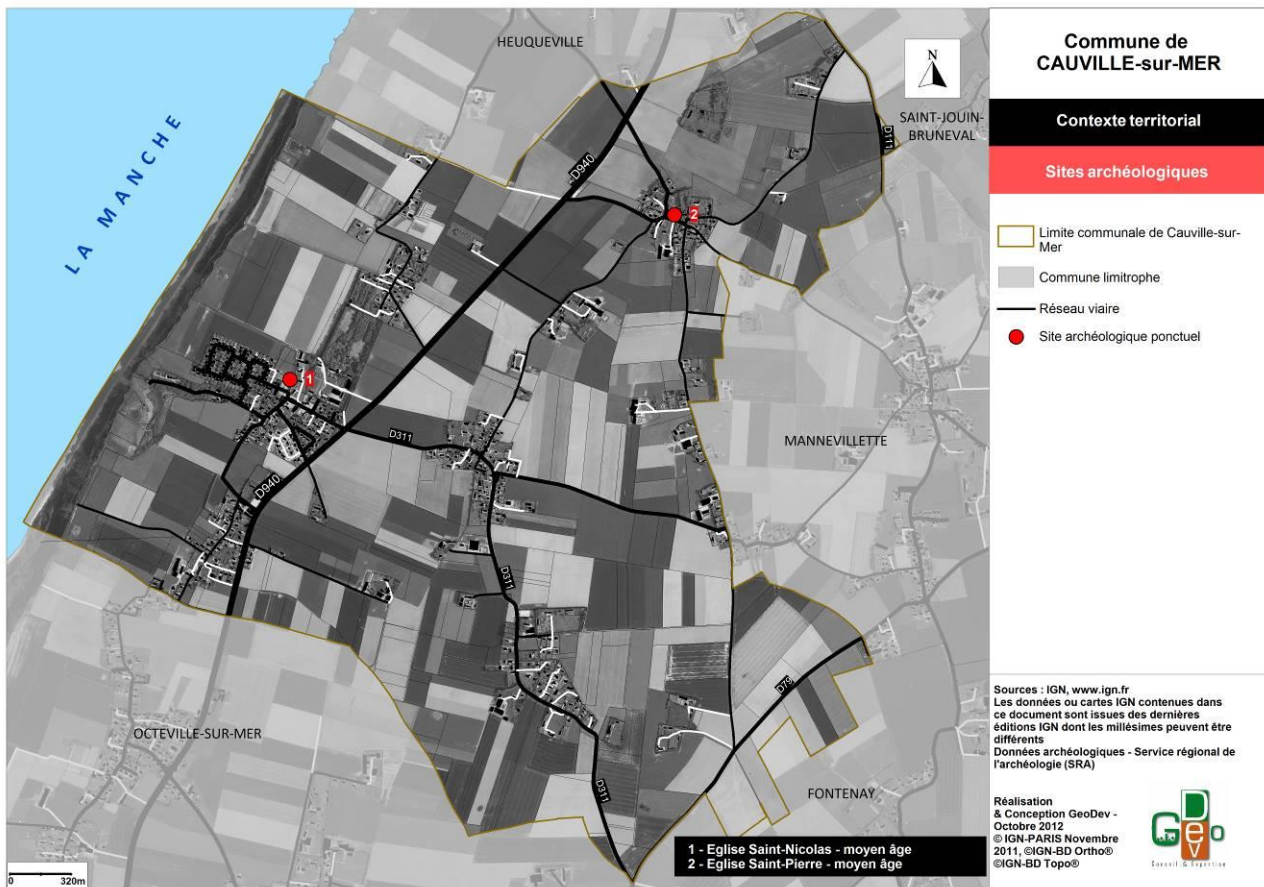 HEUQUEVILLE
N
LA MANCHE
SAINT-JOUIN-
BRUNEVAL
D111
D940
2
1
D311
MANNEVILLETTE
D940
D311
D79
OCTEVILLE-SUR-MER
D311
FONTENAY
0 320m
1 - Eglise Saint-Nicolas - moyen âge
2 - Eglise Saint-Pierre - moyen âge
Commune de
CAUVILLE-sur-MER
Contexte territorial
Sites archéologiques
Limite communale de Cauville-sur-
Mer
Commune limitrophe
Réseau viaire
Site archéologique ponctuel
Sources : IGN, www.ign.fr
Les données ou cartes IGN contenues dans
ce document sont issues des dernières
éditions IGN dont les millésimes peuvent être
différents
Données archéologiques - Service régional de
l'archéologie (SRA)
Réalisation
& Conception GeoDev -
Octobre 2012
© IGN-PARIS Novembre
2011, ©IGN-BD Ortho®
©IGN-BD Topo®
GeoDev
Conseil & Expertise